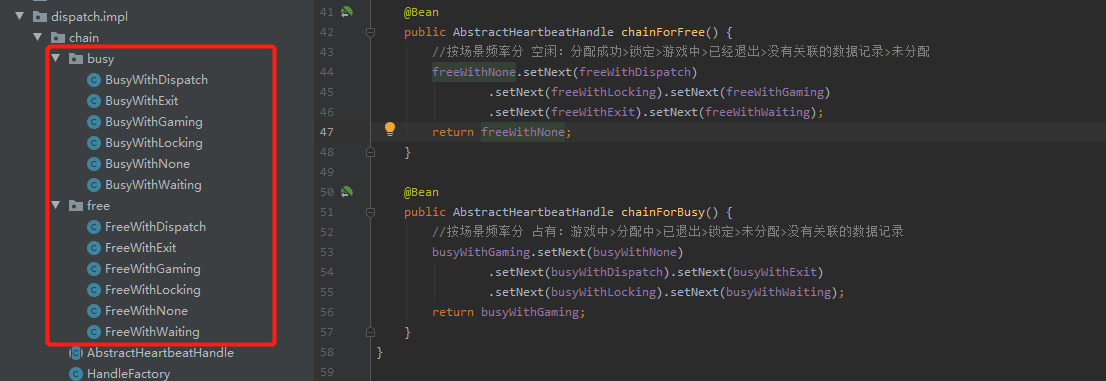 dispatch.impl
chain
busy
BusyWithDispatch
BusyWithExit
BusyWithGaming
BusyWithLocking
BusyWithNone
BusyWithWaiting
free
FreeWithDispatch
FreeWithExit
FreeWithGaming
FreeWithLocking
FreeWithNone
FreeWithWaiting
AbstractHeartbeatHandle
HandleFactory
41 @Bean
42 public AbstractHeartbeatHandle chainForFree() {
43 //按场景频率分 空闲: 分配成功>锁定>游戏中>已经退出>没有关联的数据记录>未分配
44 freeWithNone.setNext(freeWithDispatch)
45 .setNext(freeWithLocking).setNext(freeWithGaming)
46 .setNext(freeWithExit).setNext(freeWithWaiting);
47 return freeWithNone;
48 }
49
50 @Bean
51 public AbstractHeartbeatHandle chainForBusy() {
52 //按场景频率分 占有: 游戏中>分配中>已退出>锁定>未分配>没有关联的数据记录
53 busyWithGaming.setNext(busyWithNone)
54 .setNext(busyWithDispatch).setNext(busyWithExit)
55 .setNext(busyWithLocking).setNext(busyWithWaiting);
56 return busyWithGaming;
57 }
58 }
59